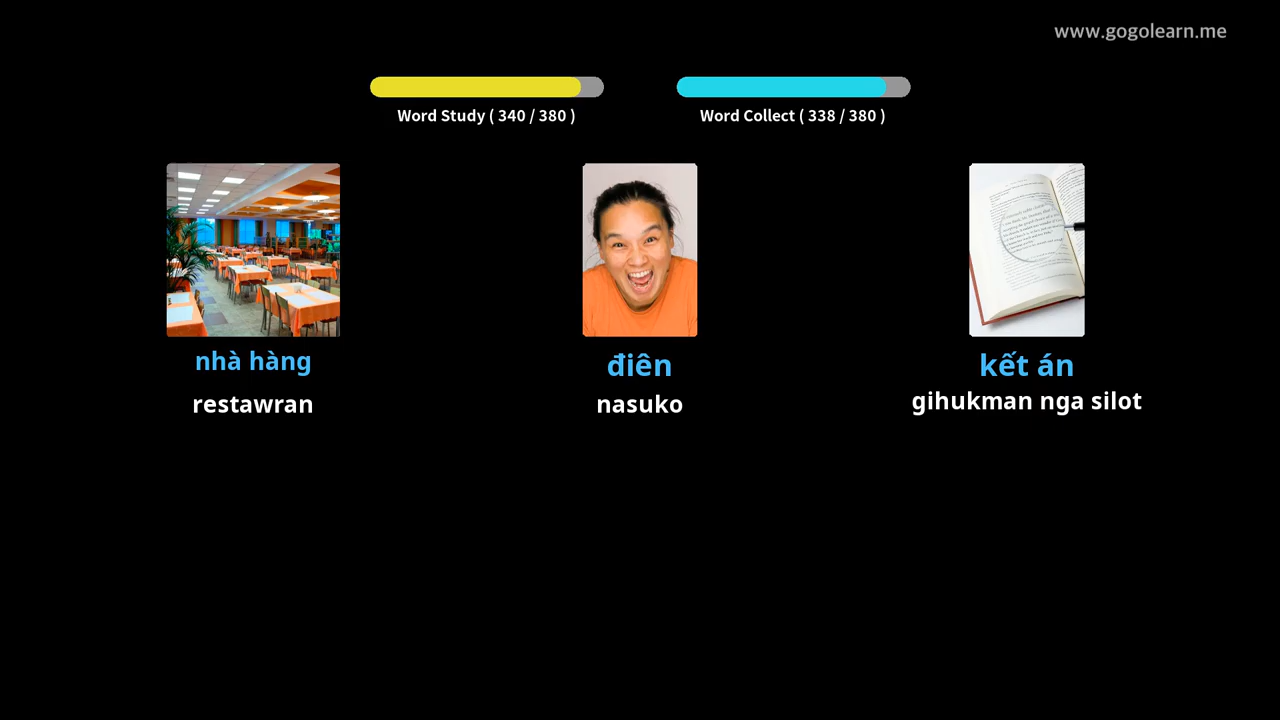 www.gogolearn.me
Word Study ( 340 / 380 )
Word Collect ( 338 / 380 )
nhà hàng
điên
kết án
restawran
nasuko
gihukman nga silot